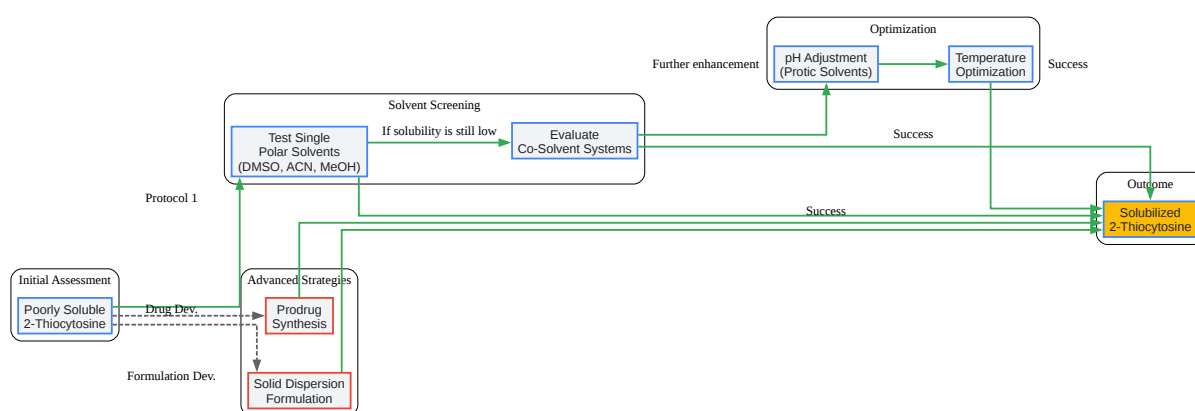 Optimization
Further enhancement
pH Adjustment
(Protic Solvents)
Temperature
Optimization
Success
Solvent Screening
Test Single
Polar Solvents
(DMSO, ACN, MeOH)
If solubility is still low
Evaluate
Co-Solvent Systems
Success
Protocol 1
Success
Outcome
Solubilized
2-Thiocytosine
Initial Assessment
Poorly Soluble
2-Thiocytosine
Drug Dev.
Advanced Strategies
Prodrug
Synthesis
Formulation Dev.
Solid Dispersion
Formulation